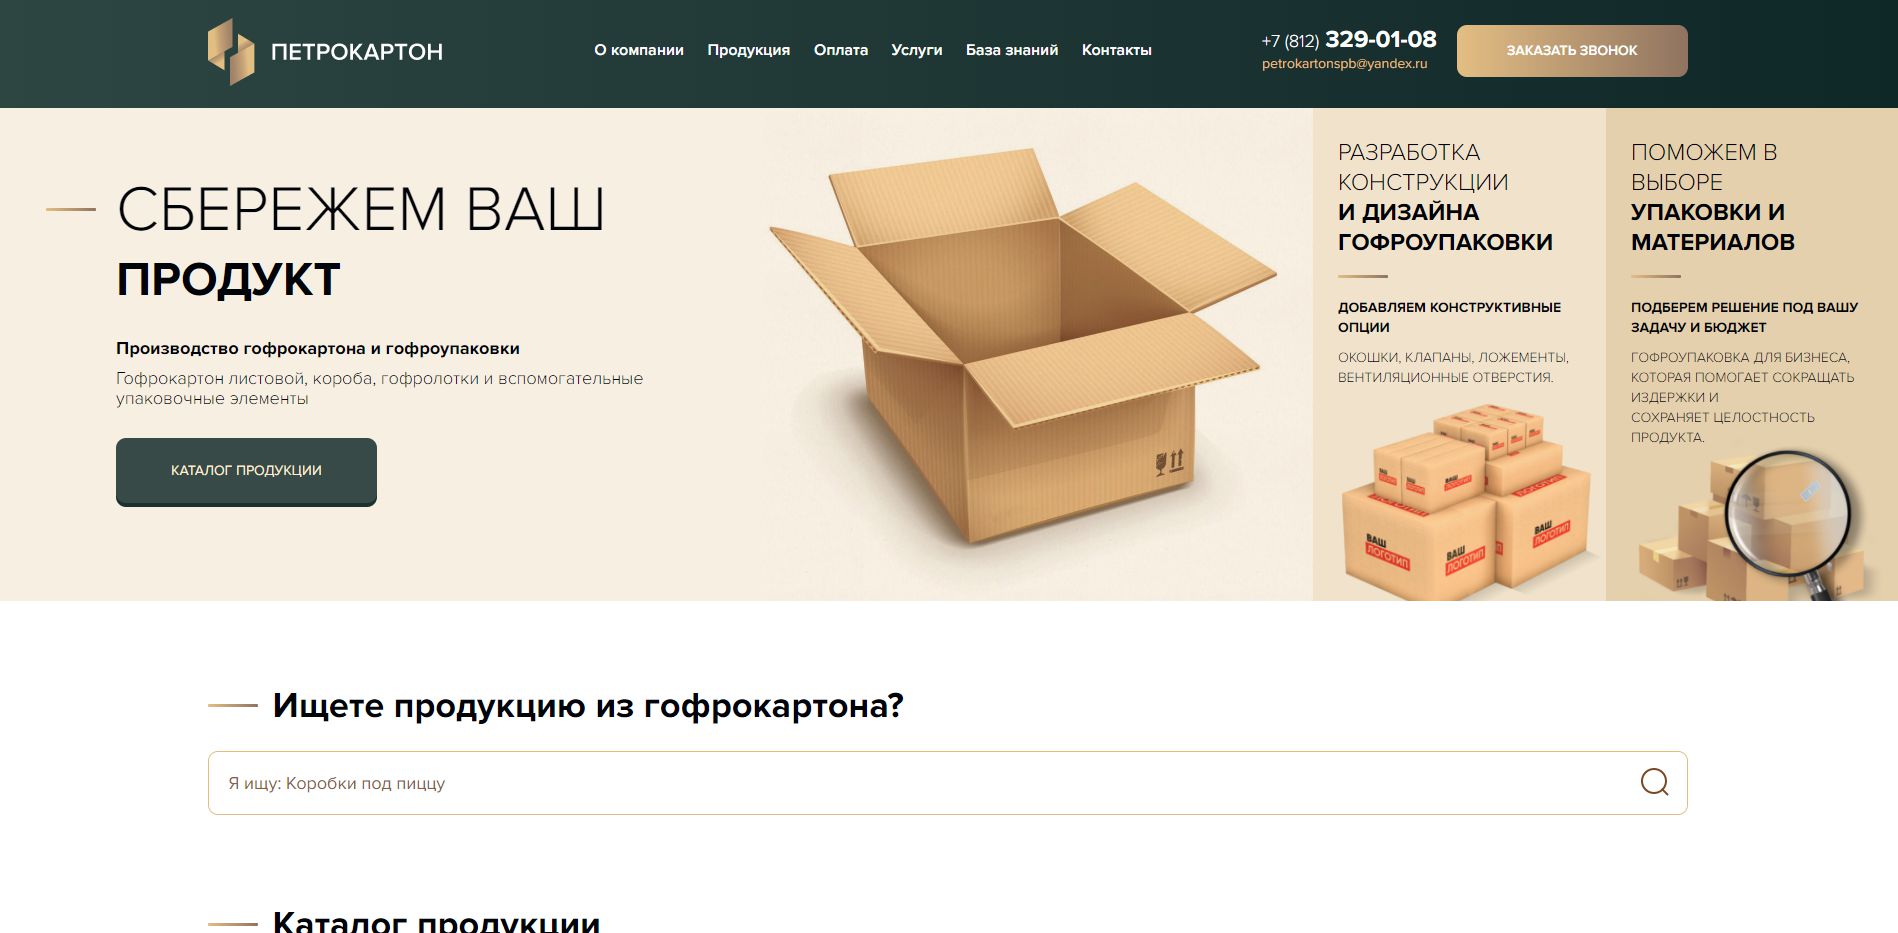 ПЕТРОКАРТОН
О компании
Продукция
Оплата
Услуги
База знаний
Контакты
+7 (812) 329-01-08
petrokartonspb@yandex.ru
ЗАКАЗАТЬ ЗВОНОК
СБЕРЕЖЕМ ВАШ
ПРОДУКТ
Производство гофрокартона и гофроупаковки
Гофрокартон листовой, короба, гофролотки и вспомогательные
упаковочные элементы
КАТАЛОГ ПРОДУКЦИИ
РАЗРАБОТКА
КОНСТРУКЦИИ
И ДИЗАЙНА
ГОФРОУПАКОВКИ
ДОБАВЛЯЕМ КОНСТРУКТИВНЫЕ
ОПЦИИ
ОКОШКИ, КЛАПАНЫ, ЛОЖЕМЕНТЫ,
ВЕНТИЛЯЦИОННЫЕ ОТВЕРСТИЯ.
ВАШ
ЛОГОТИП
ВАШ
ЛОГОТИП
ВАШ
ЛОГОТИП
ПОМОЖЕМ В
ВЫБОРЕ
УПАКОВКИ И
МАТЕРИАЛОВ
ПОДБЕРЕМ РЕШЕНИЕ ПОД ВАШУ
ЗАДАЧУ И БЮДЖЕТ
ГОФРОУПАКОВКА ДЛЯ БИЗНЕСА,
КОТОРАЯ ПОМОГАЕТ СОКРАЩАТЬ
ИЗДЕРЖКИ И
СОХРАНЯЕТ ЦЕЛОСТНОСТЬ
ПРОДУКТА.
Ищете продукцию из гофрокартона?
Я ищу: Коробки под пиццу
Каталог продукции